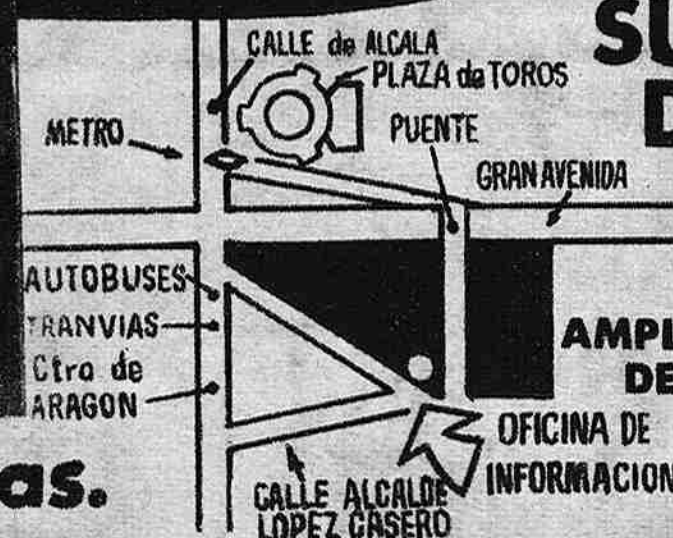 CALLE de ALCALA
PLAZA de TOROS
METRO
PUENTE
GRAN AVENIDA
AUTOBUSES
TRANVIAS
Ctra de
ARAGON
AMPL
DE
OFICINA DE
INFORMACION
CALLE ALCALDE
LOPEZ CASERO
as.